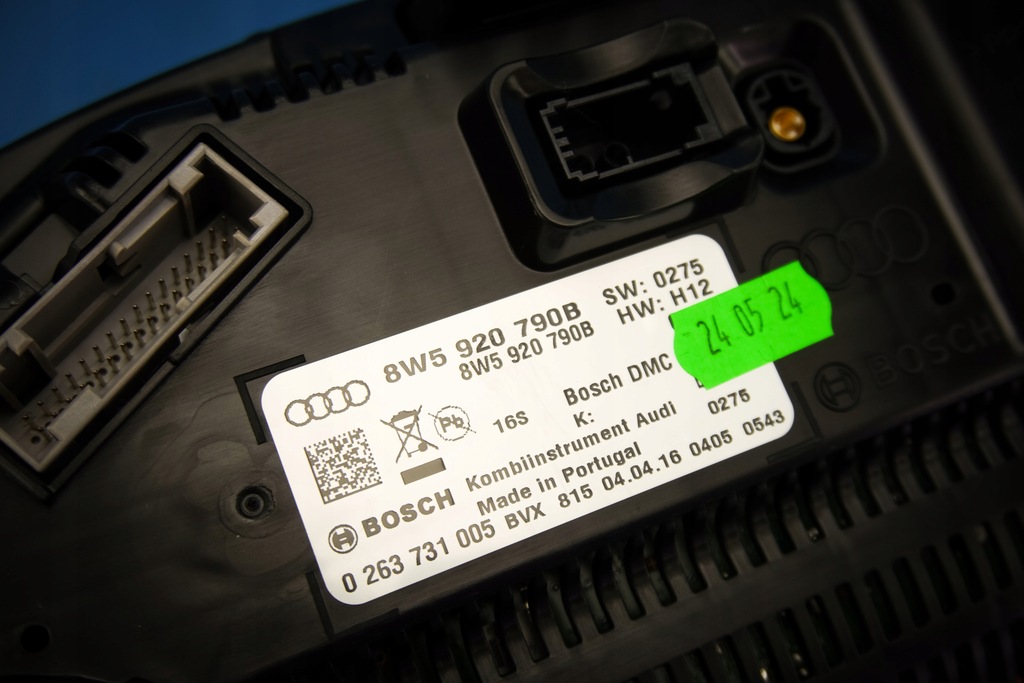 8W5 920 790B SW: 0275
8W5 920 790B HW: H12
24 05 24
Pb 16S Bosch DMC
K: 0275
Kombiinstrument Audi
BOSCH Made in Portugal
0 263 731 005 BVX 815 04.04.16 0405 0543
BOSCH